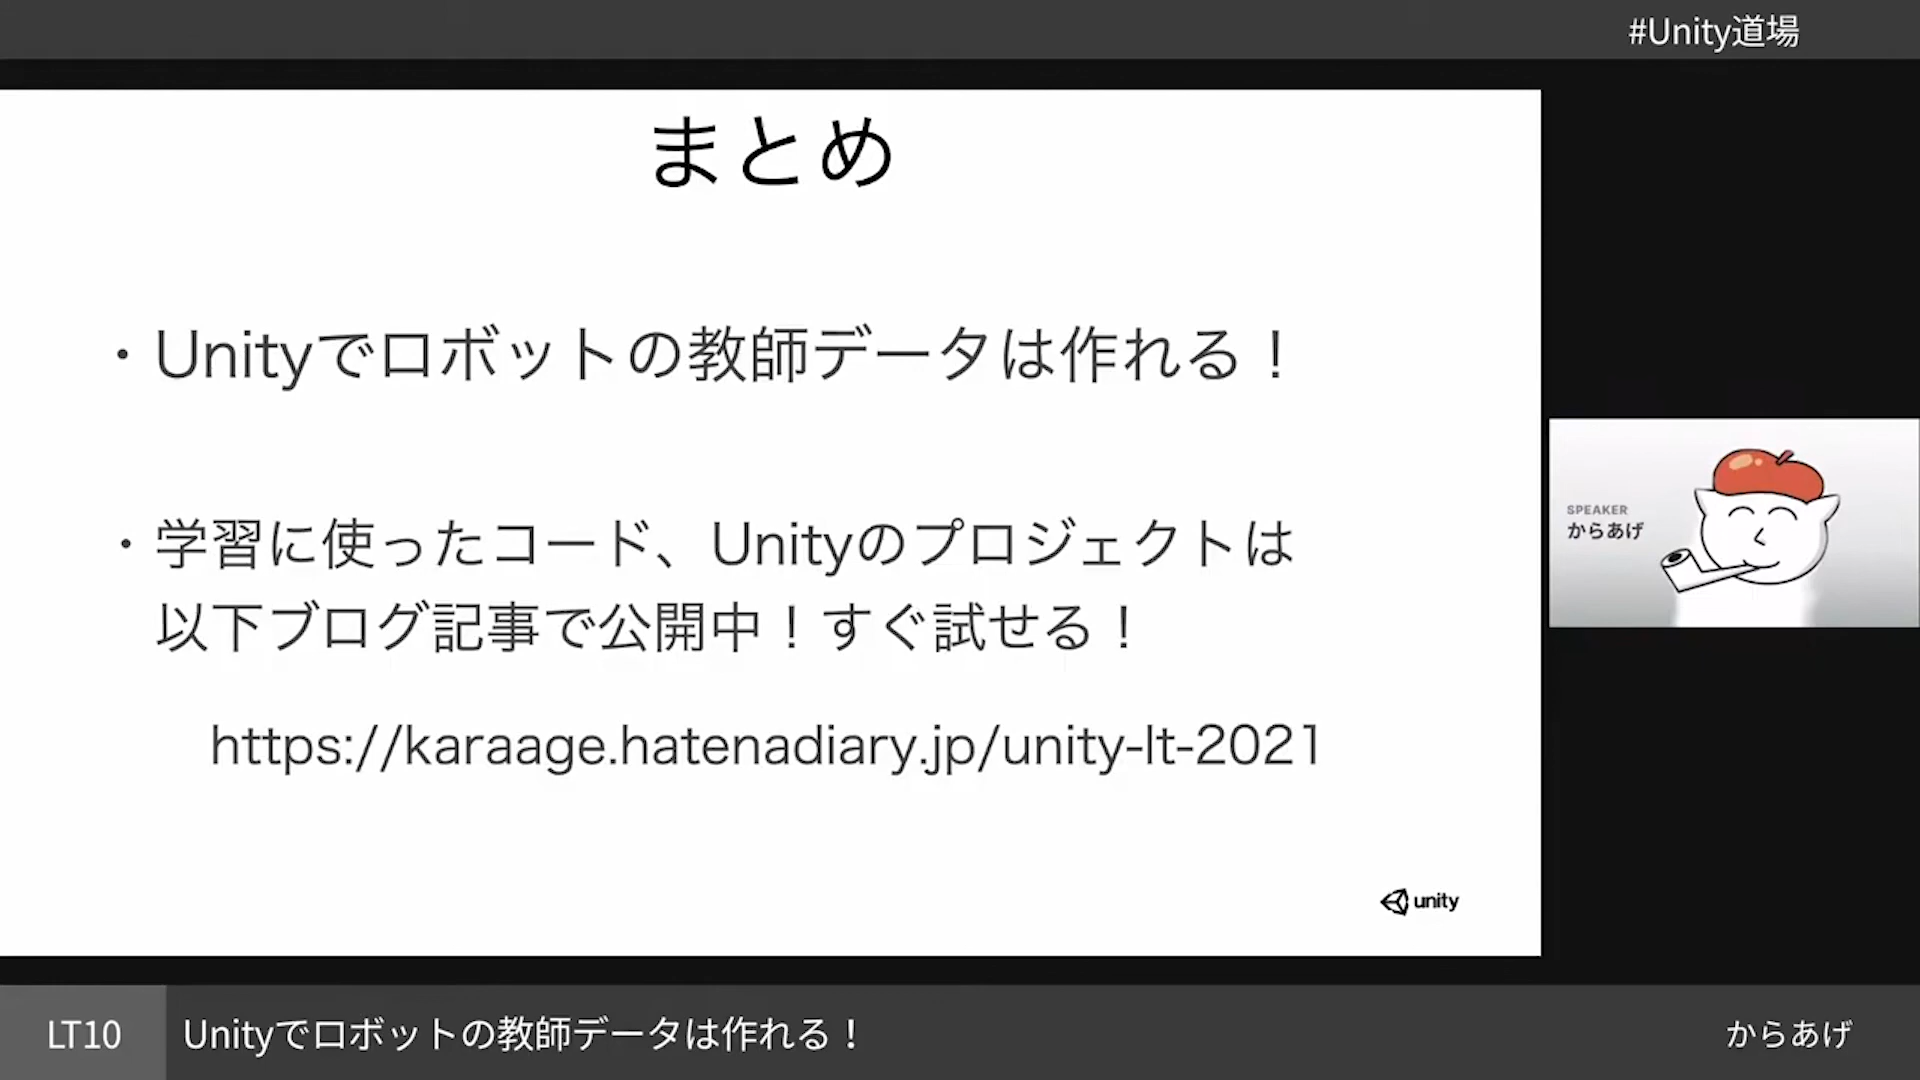 #Unity道場
まとめ
・Unityでロボットの教師データは作れる！
・学習に使ったコード、Unityのプロジェクトは
以下ブログ記事で公開中！すぐ試せる！
https://karaage.hatenadiary.jp/unity-lt-2021
unity
SPEAKER
からあげ
LT10
Unityでロボットの教師データは作れる！
からあげ